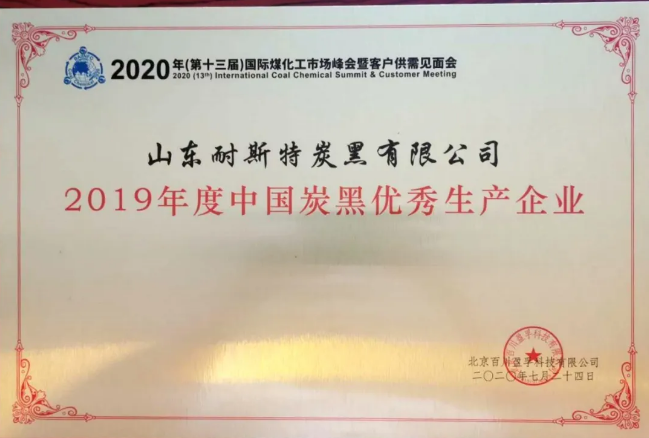 2020年(第十三届)国际煤化工市场峰会暨客户供需见面会
2020 (13th) International Coal Chemical Summit & Customer Meeting
山东耐斯特炭黑有限公司
2019年度中国炭黑优秀生产企业
北京百川盈孚科技有限公司
二〇二〇年七月二十四日